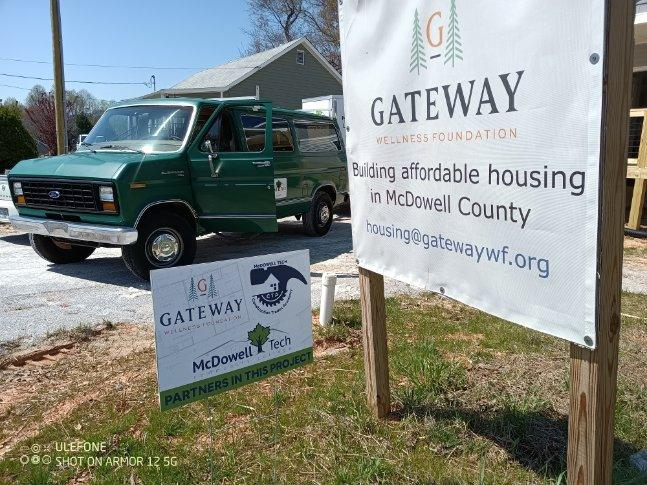 G
GATEWAY
WELLNESS FOUNDATION
Building affordable housing
in McDowell County
housing@gatewaywf.org
G
GATEWAY
WELLNESS FOUNDATION
MCDOWELL TECH
McDowell Tech
PARTNERS IN THIS PROJECT
ULEFONE
SHOT ON ARMOR 12 5G